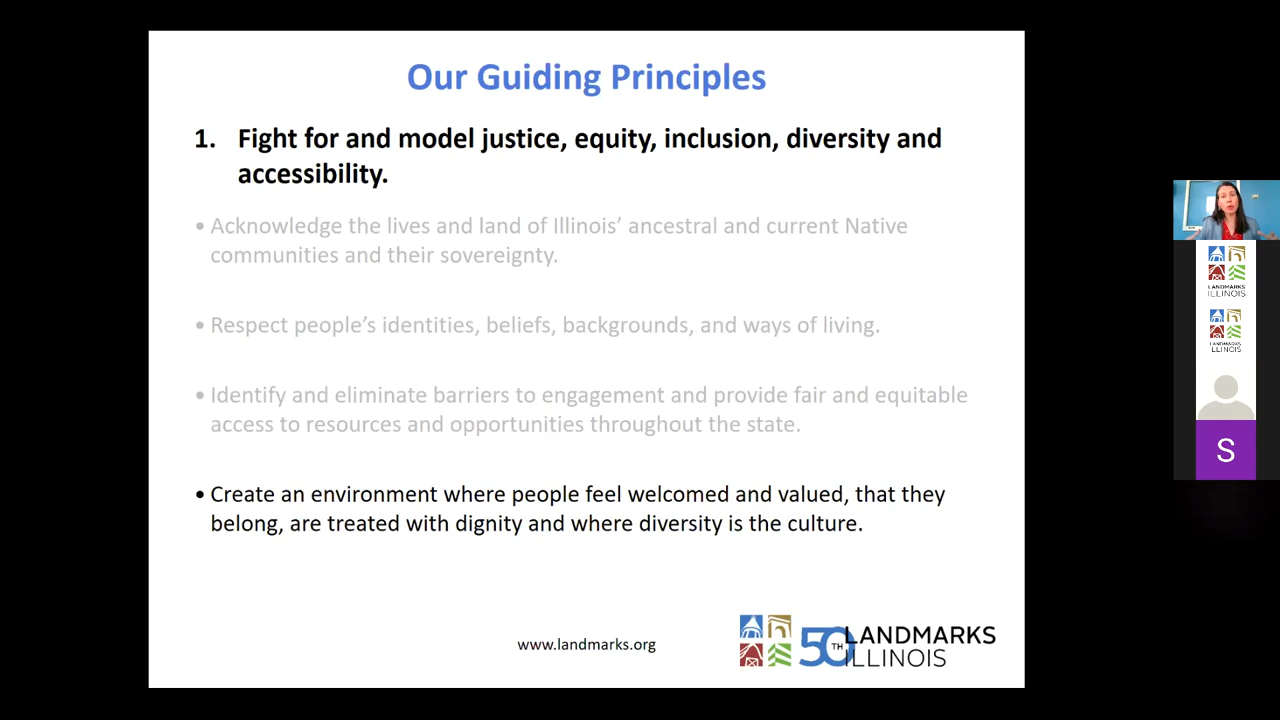 Our Guiding Principles
1. Fight for and model justice, equity, inclusion, diversity and
accessibility.
• Acknowledge the lives and land of Illinois’ ancestral and current Native
communities and their sovereignty.
• Respect people’s identities, beliefs, backgrounds, and ways of living.
• Identify and eliminate barriers to engagement and provide fair and equitable
access to resources and opportunities throughout the state.
• Create an environment where people feel welcomed and valued, that they
belong, are treated with dignity and where diversity is the culture.
www.landmarks.org
50TH
LANDMARKS
ILLINOIS
LANDMARKS
ILLINOIS
LANDMARKS
ILLINOIS
S